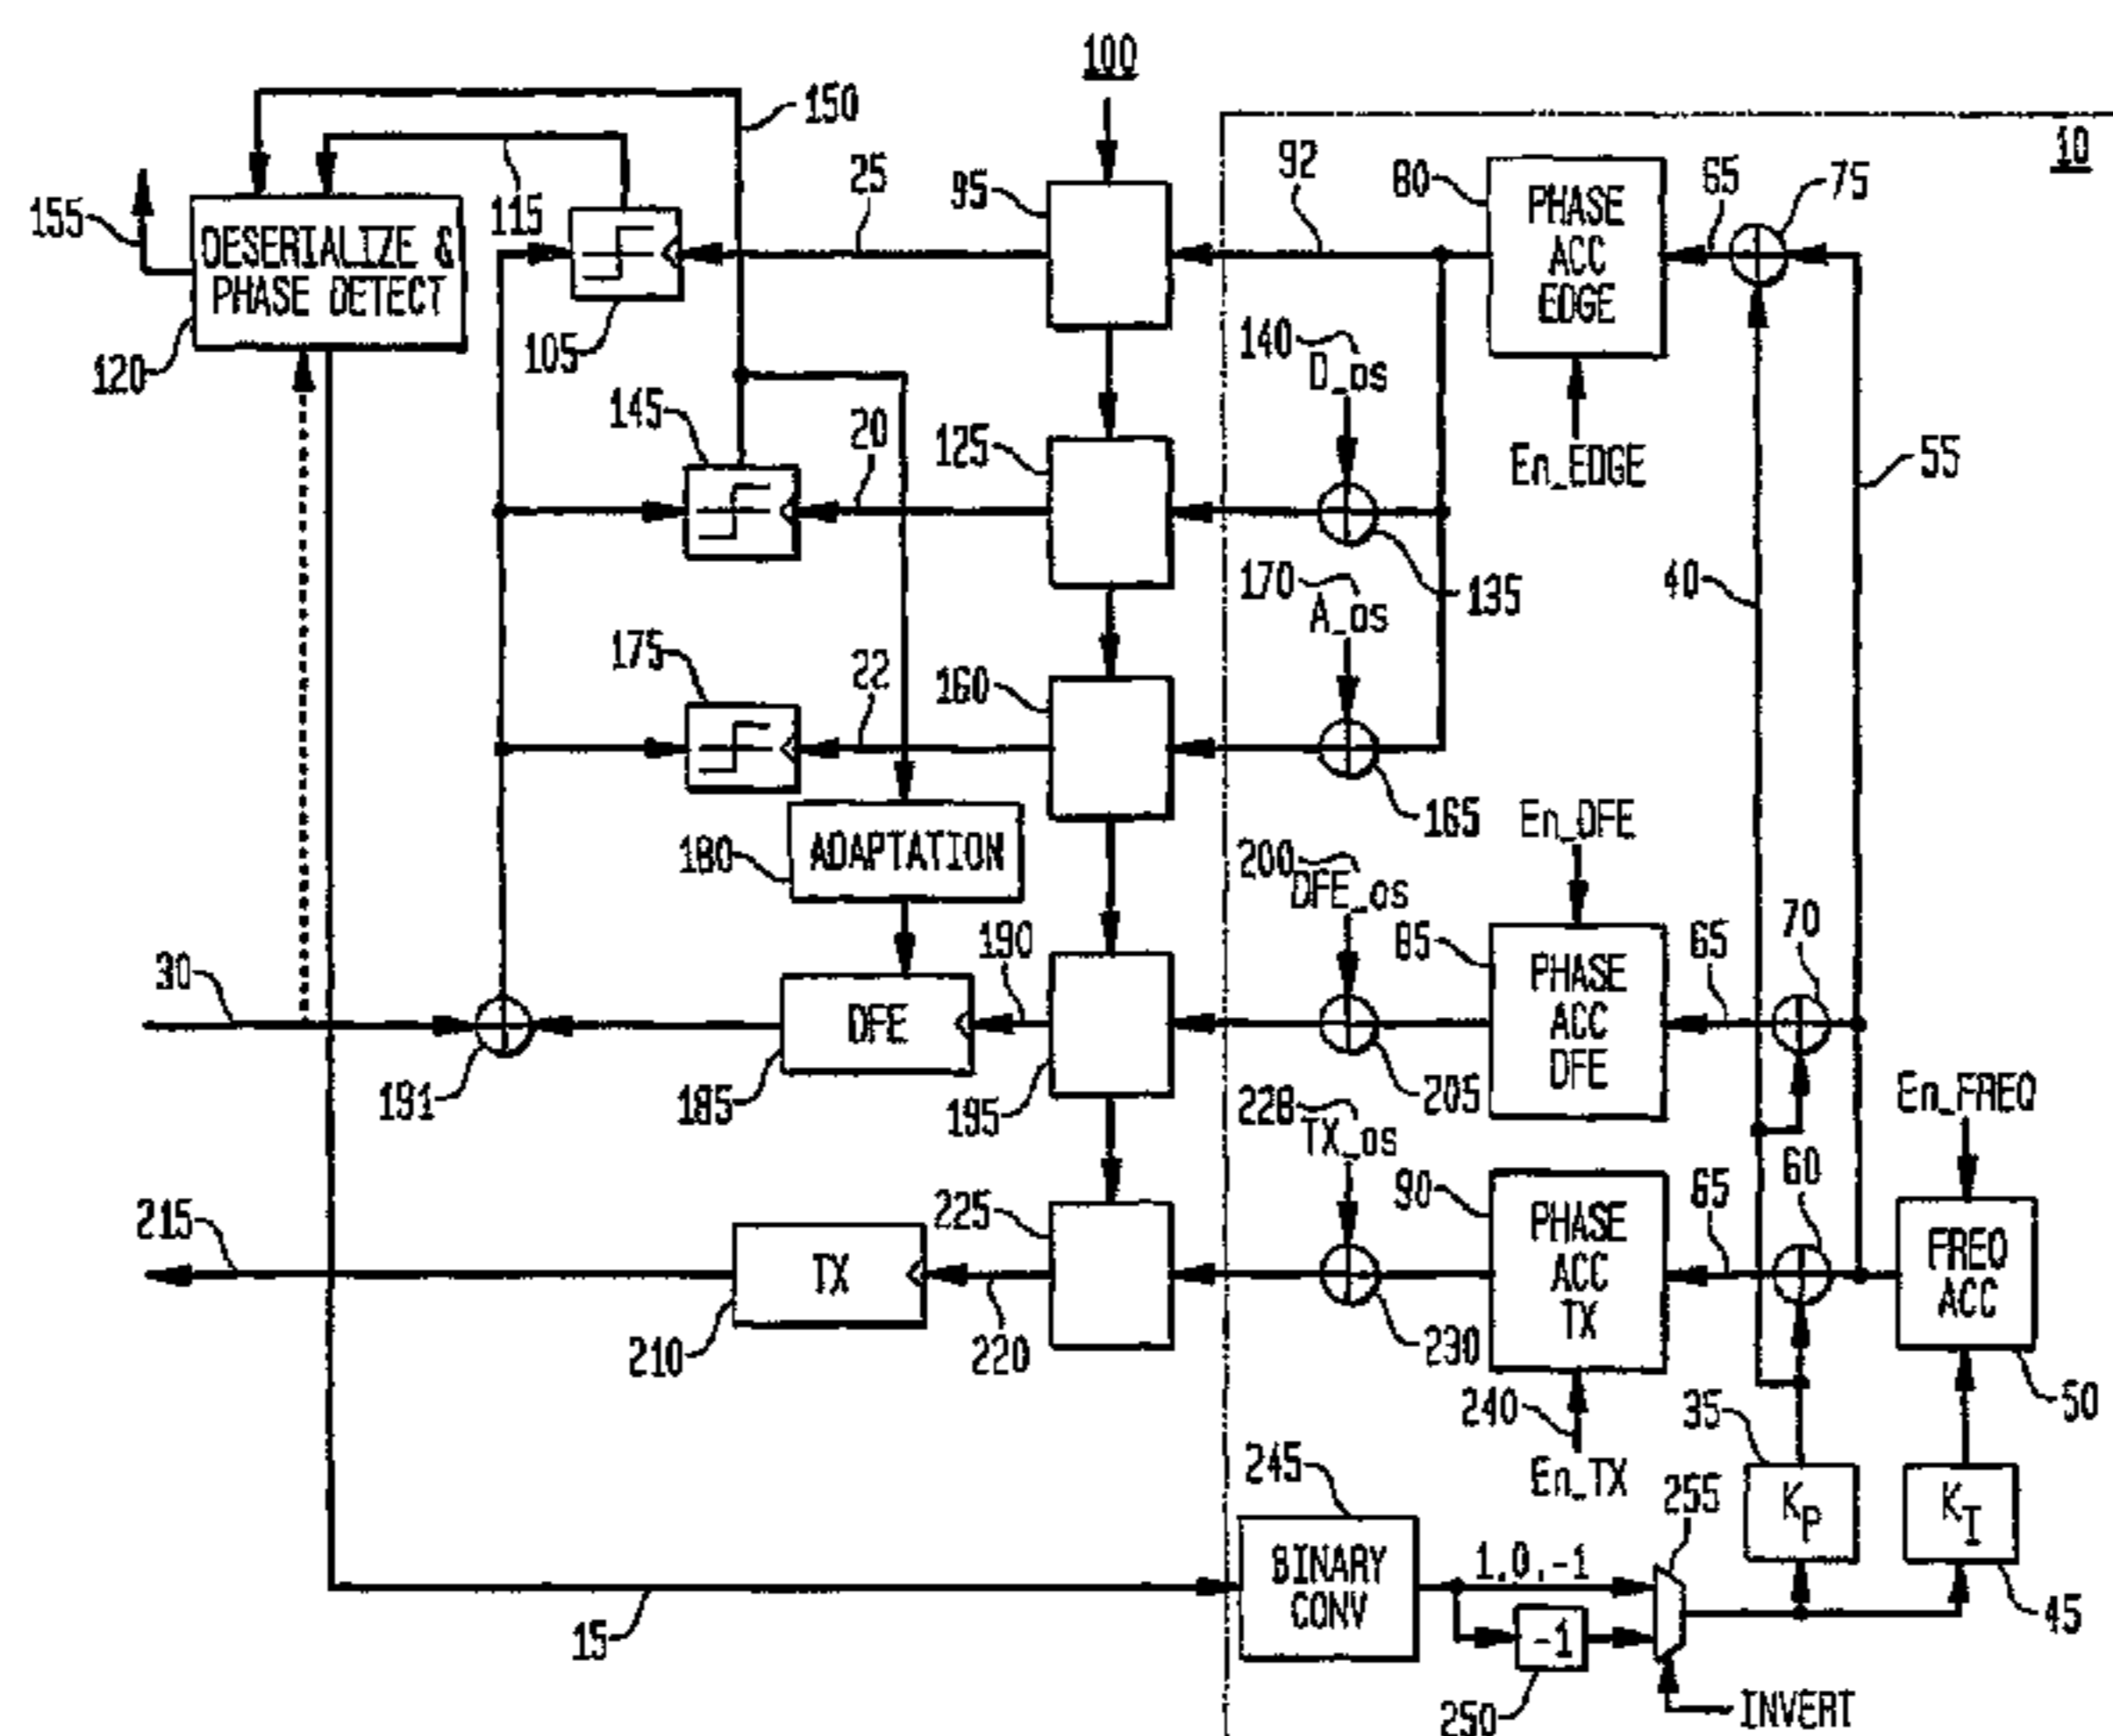 100
10
150
155
115
25
95
92
80
65
75
DESERIALIZE &
PHASE DETECT
PHASE
ACC
EDGE
120
105
140
D_os
145
20
125
En_EDGE
55
135
170
A_os
40
175
22
160
165
En_DFE
180
ADAPTATION
200
DFE_os
70
30
190
85
65
PHASE
ACC
DFE
DFE
191
185
195
205
228
TX_os
En_FREQ
60
215
225
90
65
TX
PHASE
ACC
TX
FREQ
ACC
210
220
230
240
En_TX
35
50
245
255
KP
KI
BINARY
CONV
1,0,-1
15
-1
45
250
INVERT